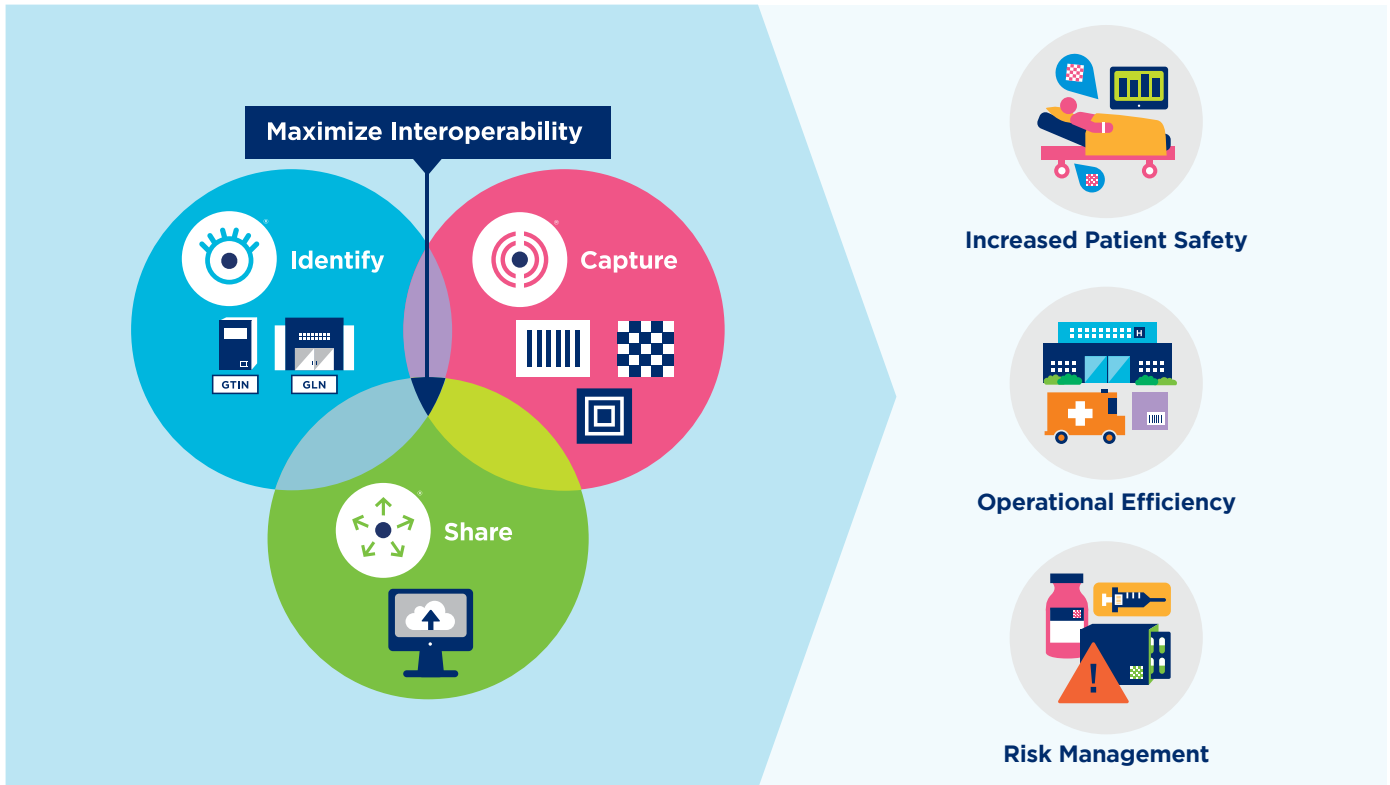 Maximize Interoperability
Identify
®
GTIN
GLN
Capture
®
Share
®
Increased Patient Safety
H
Operational Efficiency
!
Risk Management